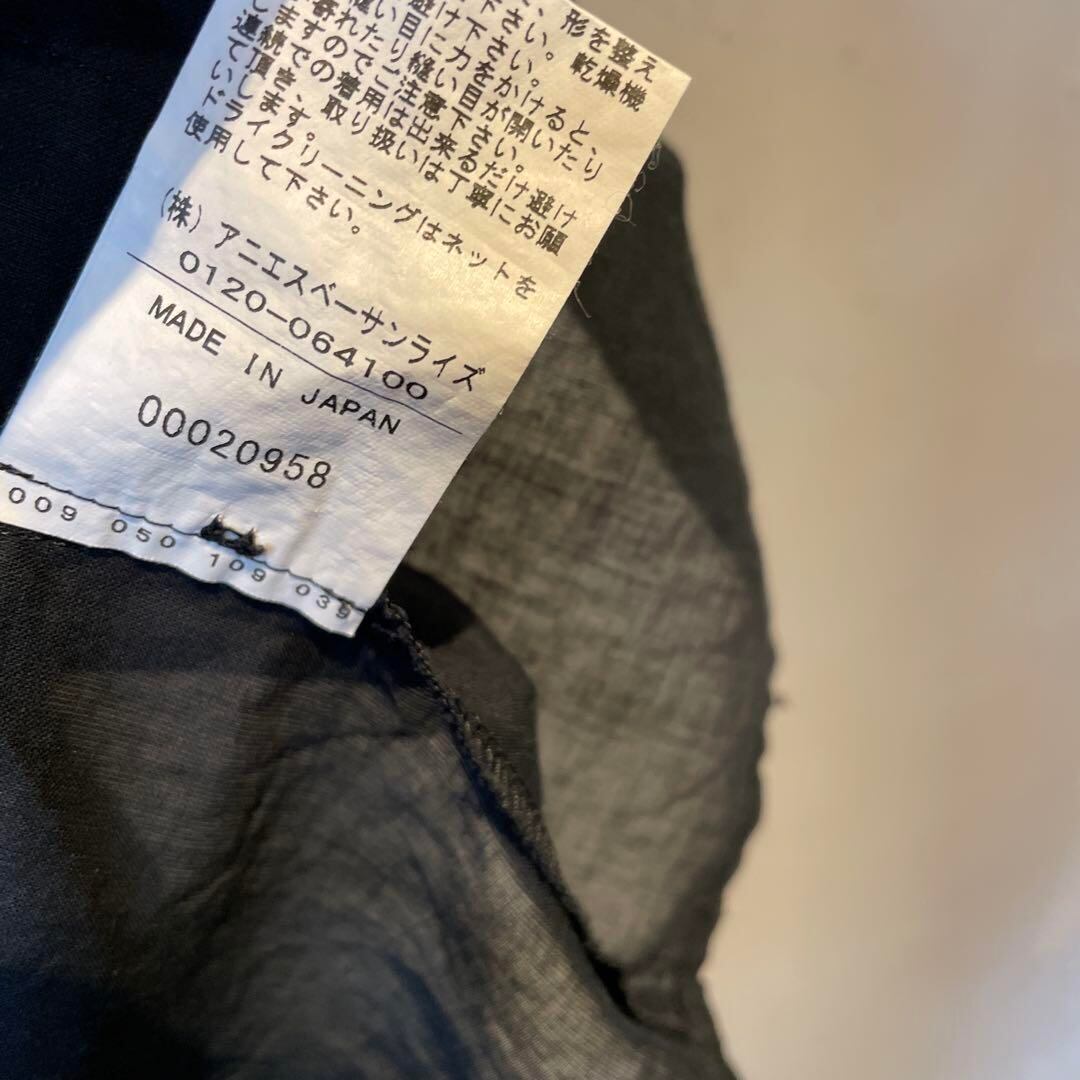 形を整え
下さい。乾燥機
け下さい。
い目に力をかけると、
れたり縫い目が開いたり
ますのでご注意下さい。
連続での着用は出来るだけ避け
て頂き、取り扱いは丁寧にお願
いします。
ドライクリーニングはネットを
使用して下さい。
(株)アニエスベーサンライズ
0120-064100
MADE IN JAPAN
00020958
009 050 109 039